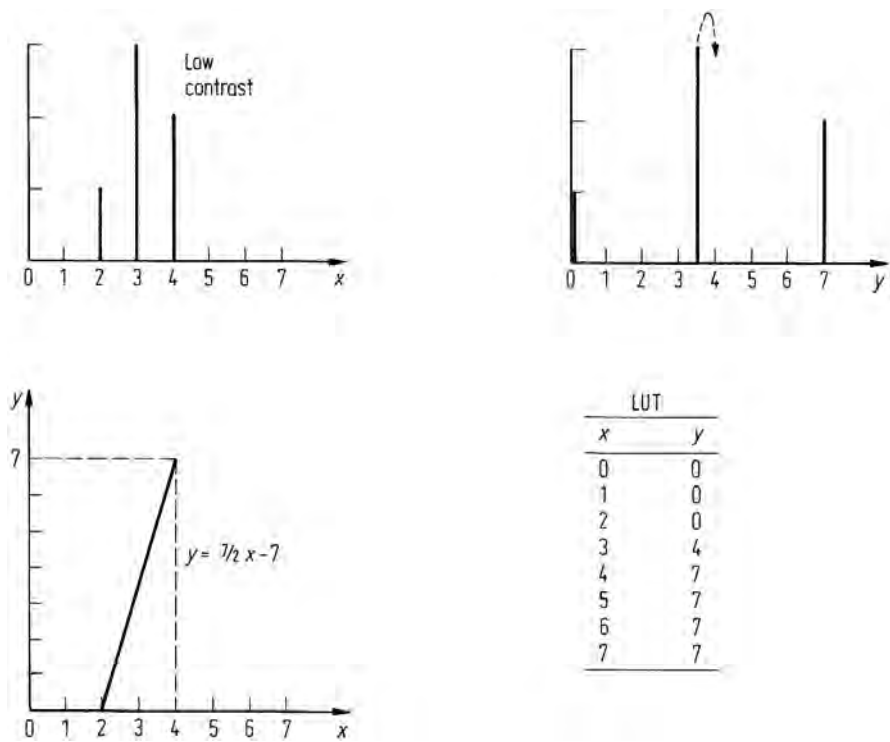 Low
contrast
0 1 2 3 4 5 6 7 x
0 1 2 3 4 5 6 7 y
y
7
y = 7/2 x - 7
0 1 2 3 4 5 6 7 x
LUT
x y
0 0
1 0
2 0
3 4
4 7
5 7
6 7
7 7